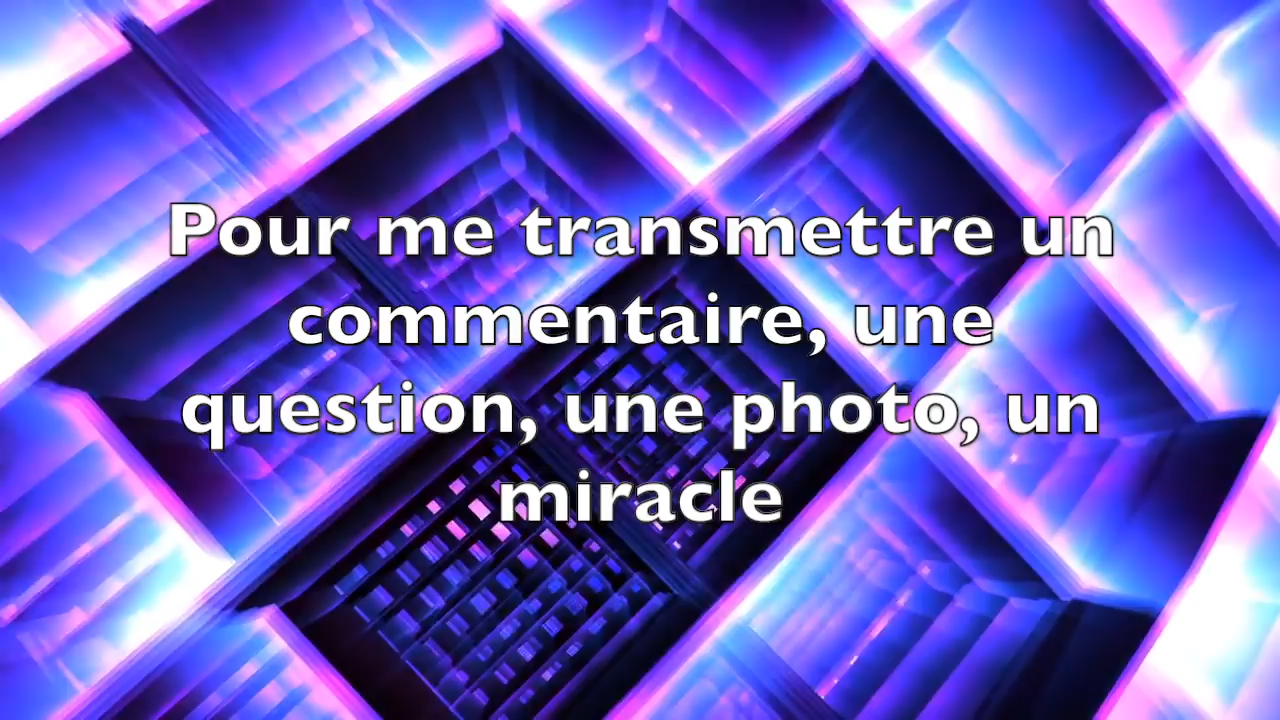 Pour me transmettre un
commentaire, une
question, une photo, un
miracle